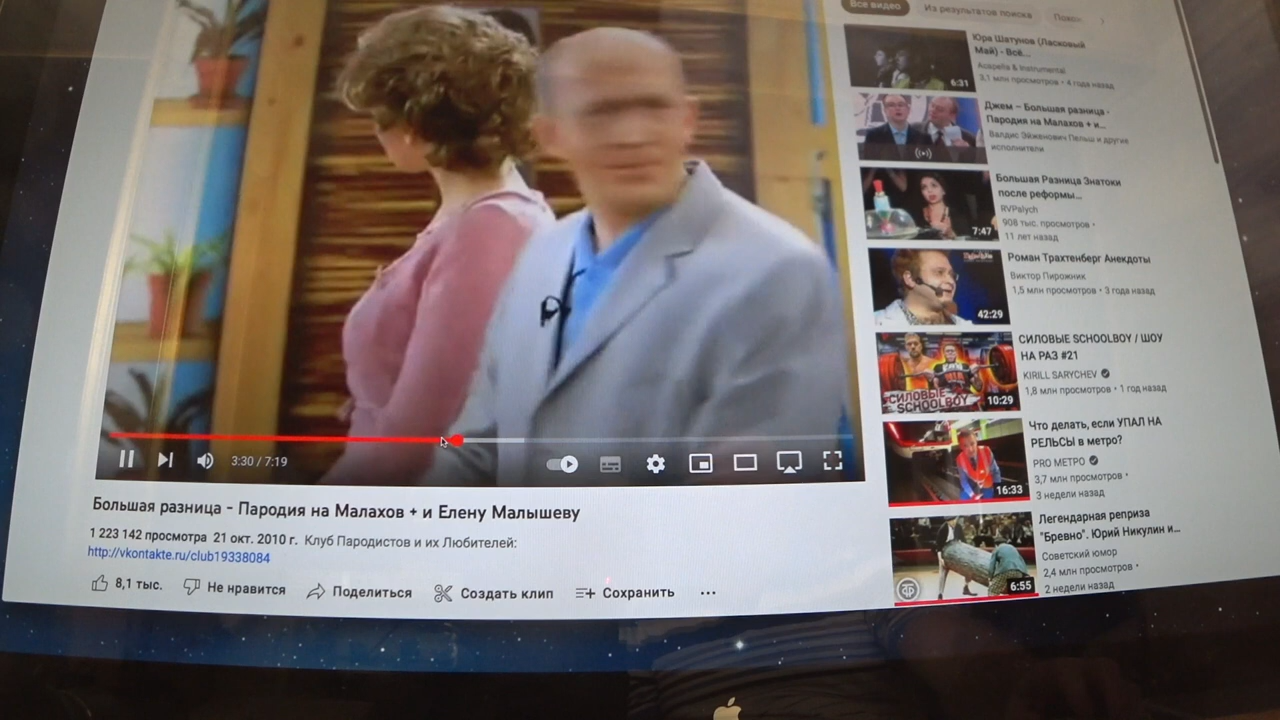 Все видео
Из результатов поиска
Юра Шатунов (Ласковый
Май) - Всё...
Acapella & Instrumental
3,1 млн просмотров • 4 года назад
6:31
Джем – Большая разница -
Пародия на Малахов + и...
Валдис Эйженович Пельш и другие
исполнители
Большая Разница Знатоки
после реформы...
RVPalych
908 тыс. просмотров •
11 лет назад
7:47
Роман Трахтенберг Анекдоты
Виктор Пирожник
1,5 млн просмотров • 3 года назад
42:29
СИЛОВЫЕ SCHOOLBOY / ШОУ
НА РАЗ #21
KIRILL SARYCHEV
1,8 млн просмотров • 1 год назад
СИЛОВЫЕ
SCHOOLBOY
10:29
Что делать, если УПАЛ НА
РЕЛЬСЫ в метро?
PRO МЕТРО
3,7 млн просмотров •
3 недели назад
16:33
Легендарная реприза
"Бревно". Юрий Никулин и...
Советский юмор
2,4 млн просмотров •
2 недели назад
6:55
3:30 / 7:19
Большая разница - Пародия на Малахов + и Елену Малышеву
1 223 142 просмотра 21 окт. 2010 г. Клуб Пародистов и их Любителей:
http://vkontakte.ru/club19338084
8,1 тыс. Не нравится Поделиться Создать клип Сохранить